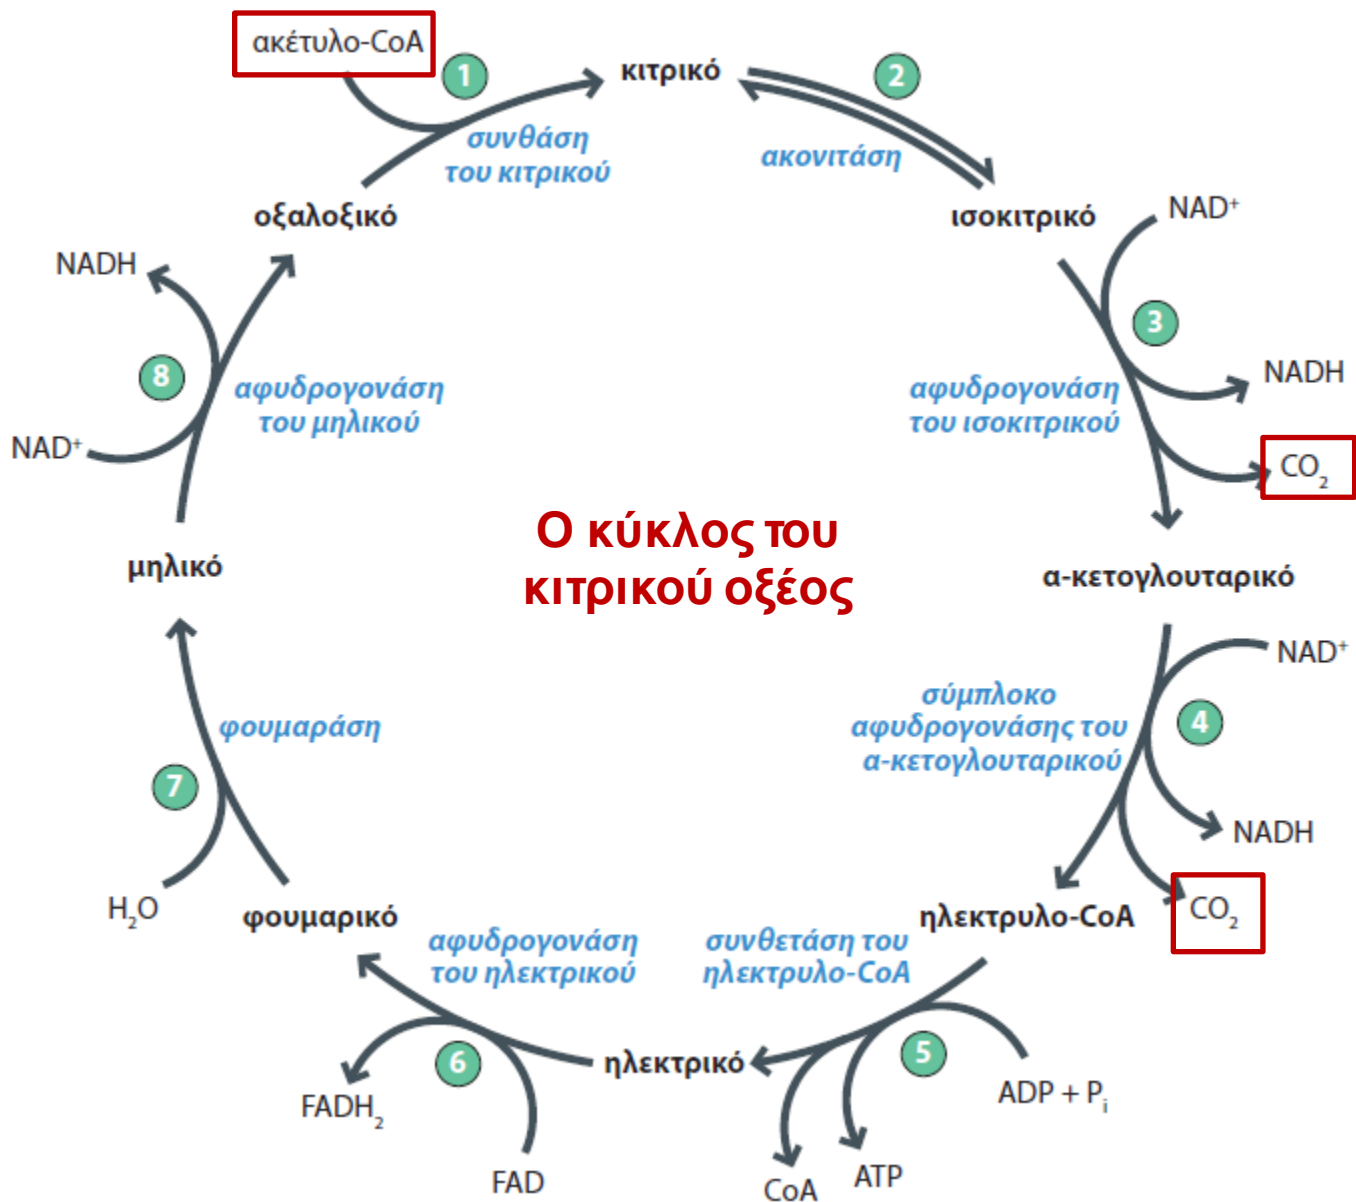 ακέτυλο-CoA
1
κιτρικό
2
συνθάση
του κιτρικού
ακονιτάση
οξαλοξικό
ισοκιτρικό
NAD⁺
NADH
3
8
αφυδρογονάση
του μηλικού
αφυδρογονάση
του ισοκιτρικού
NADH
NAD⁺
CO₂
Ο κύκλος του
κιτρικού οξέος
μηλικό
α-κετογλουταρικό
NAD⁺
σύμπλοκο
αφυδρογονάσης του
α-κετογλουταρικού
4
φουμαράση
7
NADH
H₂O
φουμαρικό
ηλεκτρυλο-CoA
CO₂
αφυδρογονάση
του ηλεκτρικού
συνθετάση του
ηλεκτρυλο-CoA
6
ηλεκτρικό
5
FADH₂
ADP + Pᵢ
FAD
CoA
ATP